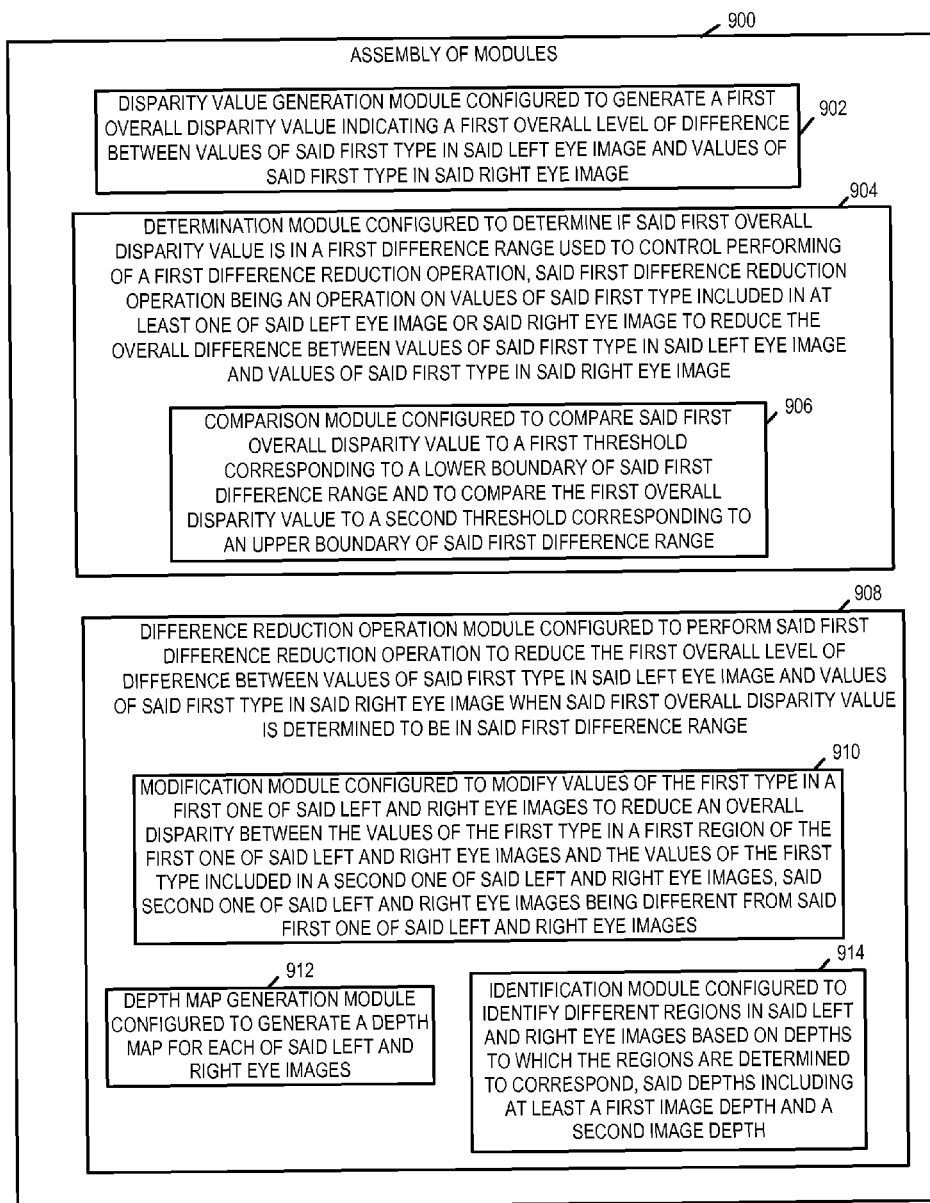 900
ASSEMBLY OF MODULES
DISPARITY VALUE GENERATION MODULE CONFIGURED TO GENERATE A FIRST
OVERALL DISPARITY VALUE INDICATING A FIRST OVERALL LEVEL OF DIFFERENCE
BETWEEN VALUES OF SAID FIRST TYPE IN SAID LEFT EYE IMAGE AND VALUES OF
SAID FIRST TYPE IN SAID RIGHT EYE IMAGE
902
904
DETERMINATION MODULE CONFIGURED TO DETERMINE IF SAID FIRST OVERALL
DISPARITY VALUE IS IN A FIRST DIFFERENCE RANGE USED TO CONTROL PERFORMING
OF A FIRST DIFFERENCE REDUCTION OPERATION, SAID FIRST DIFFERENCE REDUCTION
OPERATION BEING AN OPERATION ON VALUES OF SAID FIRST TYPE INCLUDED IN AT
LEAST ONE OF SAID LEFT EYE IMAGE OR SAID RIGHT EYE IMAGE TO REDUCE THE
OVERALL DIFFERENCE BETWEEN VALUES OF SAID FIRST TYPE IN SAID LEFT EYE IMAGE
AND VALUES OF SAID FIRST TYPE IN SAID RIGHT EYE IMAGE
906
COMPARISON MODULE CONFIGURED TO COMPARE SAID FIRST
OVERALL DISPARITY VALUE TO A FIRST THRESHOLD
CORRESPONDING TO A LOWER BOUNDARY OF SAID FIRST
DIFFERENCE RANGE AND TO COMPARE THE FIRST OVERALL
DISPARITY VALUE TO A SECOND THRESHOLD CORRESPONDING TO
AN UPPER BOUNDARY OF SAID FIRST DIFFERENCE RANGE
908
DIFFERENCE REDUCTION OPERATION MODULE CONFIGURED TO PERFORM SAID FIRST
DIFFERENCE REDUCTION OPERATION TO REDUCE THE FIRST OVERALL LEVEL OF
DIFFERENCE BETWEEN VALUES OF SAID FIRST TYPE IN SAID LEFT EYE IMAGE AND VALUES
OF SAID FIRST TYPE IN SAID RIGHT EYE IMAGE WHEN SAID FIRST OVERALL DISPARITY VALUE
IS DETERMINED TO BE IN SAID FIRST DIFFERENCE RANGE
910
MODIFICATION MODULE CONFIGURED TO MODIFY VALUES OF THE FIRST TYPE IN A
FIRST ONE OF SAID LEFT AND RIGHT EYE IMAGES TO REDUCE AN OVERALL
DISPARITY BETWEEN THE VALUES OF THE FIRST TYPE IN A FIRST REGION OF THE
FIRST ONE OF SAID LEFT AND RIGHT EYE IMAGES AND THE VALUES OF THE FIRST
TYPE INCLUDED IN A SECOND ONE OF SAID LEFT AND RIGHT EYE IMAGES, SAID
SECOND ONE OF SAID LEFT AND RIGHT EYE IMAGES BEING DIFFERENT FROM SAID
FIRST ONE OF SAID LEFT AND RIGHT EYE IMAGES
912
DEPTH MAP GENERATION MODULE
CONFIGURED TO GENERATE A DEPTH
MAP FOR EACH OF SAID LEFT AND
RIGHT EYE IMAGES
914
IDENTIFICATION MODULE CONFIGURED TO
IDENTIFY DIFFERENT REGIONS IN SAID LEFT
AND RIGHT EYE IMAGES BASED ON DEPTHS
TO WHICH THE REGIONS ARE DETERMINED
TO CORRESPOND, SAID DEPTHS INCLUDING
AT LEAST A FIRST IMAGE DEPTH AND A
SECOND IMAGE DEPTH